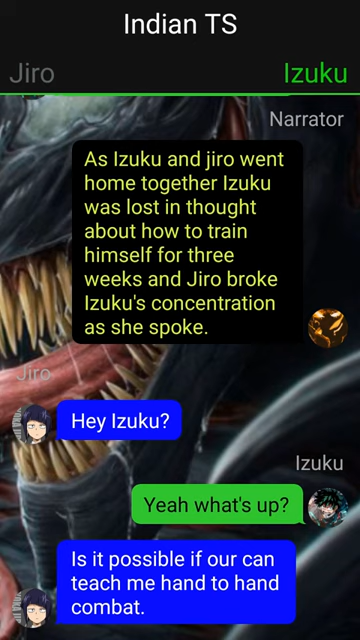 Indian TS
Jiro
Izuku
Narrator
As Izuku and jiro went
home together Izuku
was lost in thought
about how to train
himself for three
weeks and Jiro broke
Izuku's concentration
as she spoke.
Jiro
Hey Izuku?
Izuku
Yeah what's up?
Is it possible if our can
teach me hand to hand
combat.